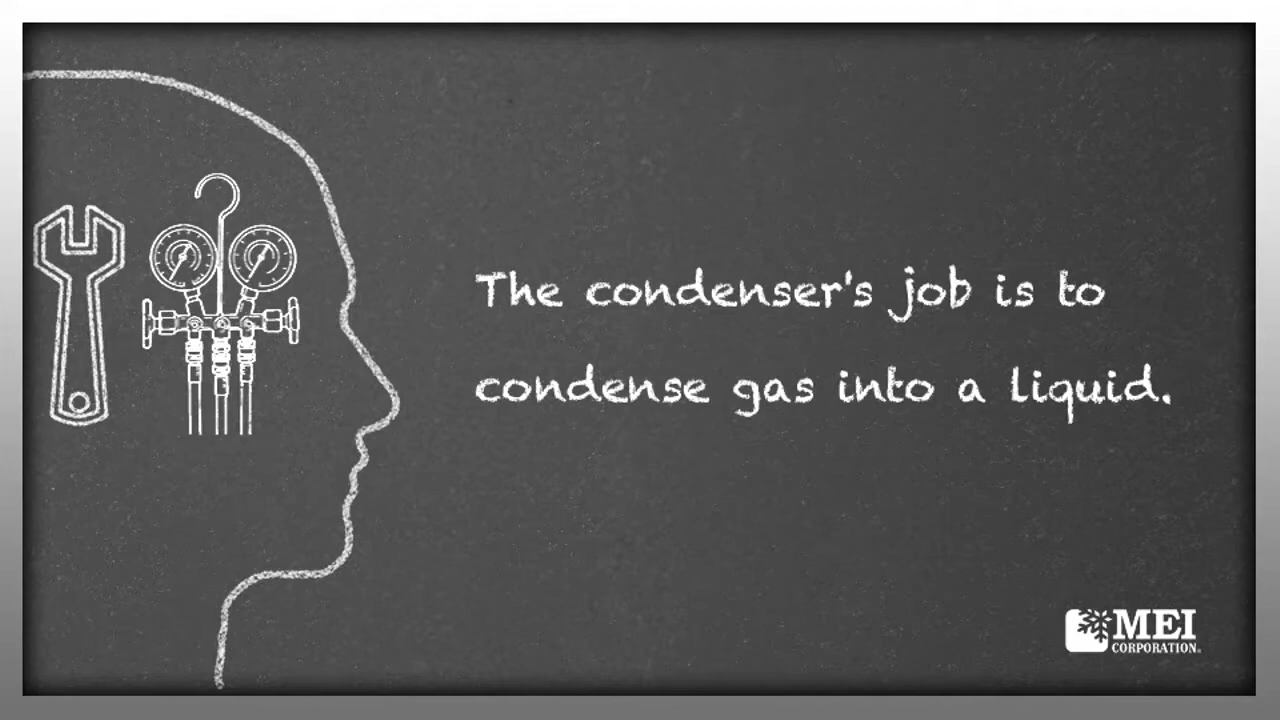 The condenser's job is to
condense gas into a liquid.
MEI
CORPORATION